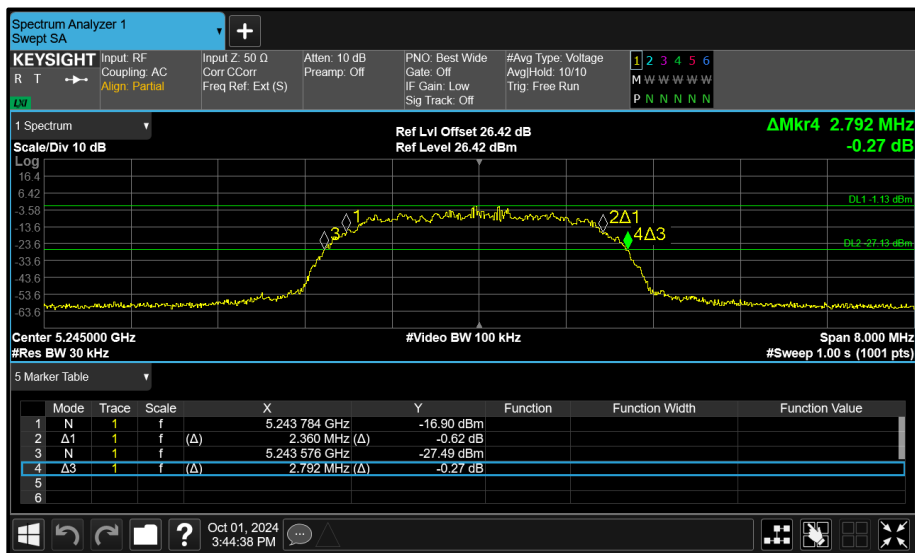 Spectrum Analyzer 1
Swept SA
+
KEYSIGHT
R T
LXI
Input: RF
Coupling: AC
Align: Partial
Input Z: 50 Ω
Corr CCorr
Freq Ref: Ext (S)
Atten: 10 dB
Preamp: Off
PNO: Best Wide
Gate: Off
IF Gain: Low
Sig Track: Off
#Avg Type: Voltage
Avg|Hold: 10/10
Trig: Free Run
1 2 3 4 5 6
M W W W W W
P N N N N N
1 Spectrum
Scale/Div 10 dB
Ref Lvl Offset 26.42 dB
Ref Level 26.42 dBm
ΔMkr4 2.792 MHz
-0.27 dB
Log
16.4
6.42
-3.58
-13.6
-23.6
-33.6
-43.6
-53.6
-63.6
DL1 -1.13 dBm
1
2Δ1
3
4Δ3
DL2 -27.13 dBm
Center 5.245000 GHz
#Video BW 100 kHz
Span 8.000 MHz
#Res BW 30 kHz
#Sweep 1.00 s (1001 pts)
5 Marker Table
Mode Trace Scale X Y Function Function Width Function Value
1 N 1 f 5.243 784 GHz -16.90 dBm
2 Δ1 1 f (Δ) 2.360 MHz (Δ) -0.62 dB
3 N 1 f 5.243 576 GHz -27.49 dBm
4 Δ3 1 f (Δ) 2.792 MHz (Δ) -0.27 dB
5
6
?
Oct 01, 2024
3:44:38 PM